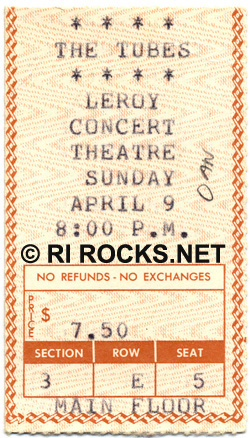 * * * *
THE TUBES
* * * *
LEROY
CONCERT
THEATRE
SUNDAY
APRIL 9
8:00 P.M.
© RI ROCKS.NET
NO REFUNDS - NO EXCHANGES
PRICE $ 7.50
SECTION ROW SEAT
3 E 5
MAIN FLOOR